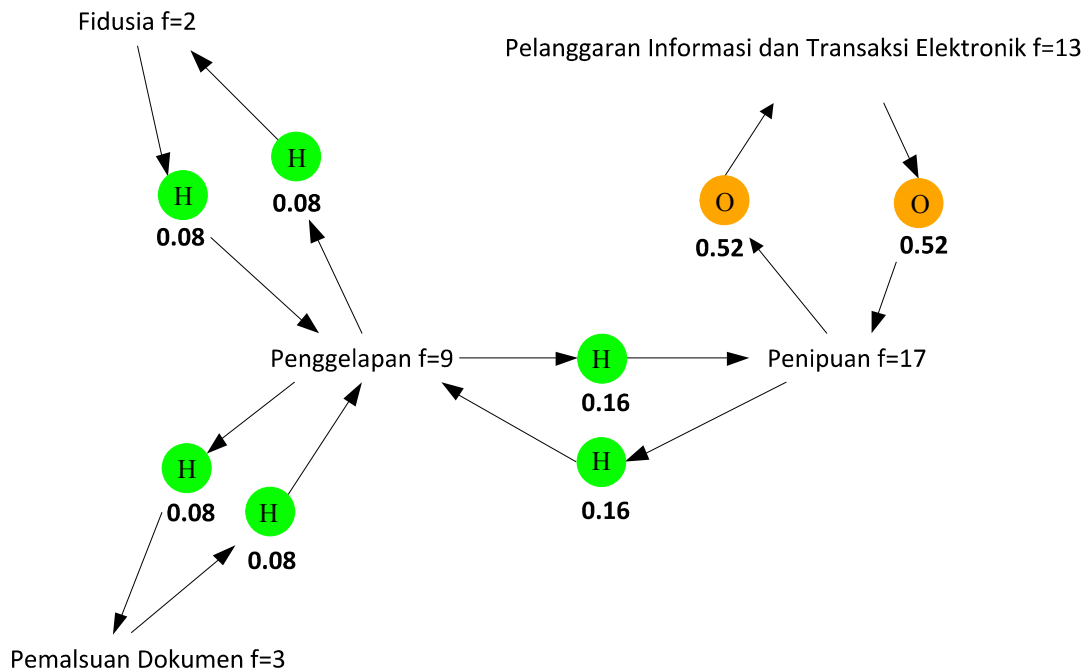 Fidusia f=2
Pelanggaran Informasi dan Transaksi Elektronik f=13
H
0.08
H
0.08
O
0.52
O
0.52
Penggelapan f=9
H
0.16
Penipuan f=17
H
0.16
H
0.08
H
0.08
Pemalsuan Dokumen f=3